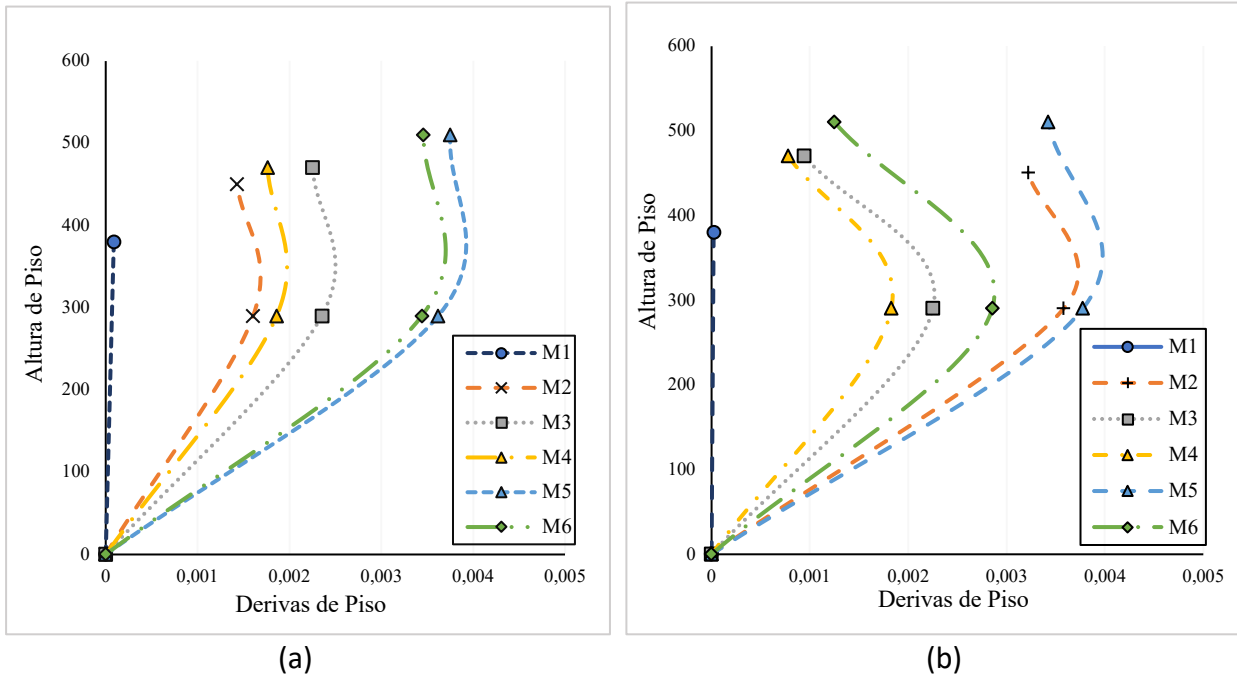 600
500
400
300
200
100
0
Altura de Piso
0
0,001
0,002
0,003
0,004
0,005
Derivas de Piso
M1
M2
M3
M4
M5
M6
(a)
600
500
400
300
200
100
0
Altura de Piso
0
0,001
0,002
0,003
0,004
0,005
Derivas de Piso
M1
M2
M3
M4
M5
M6
(b)